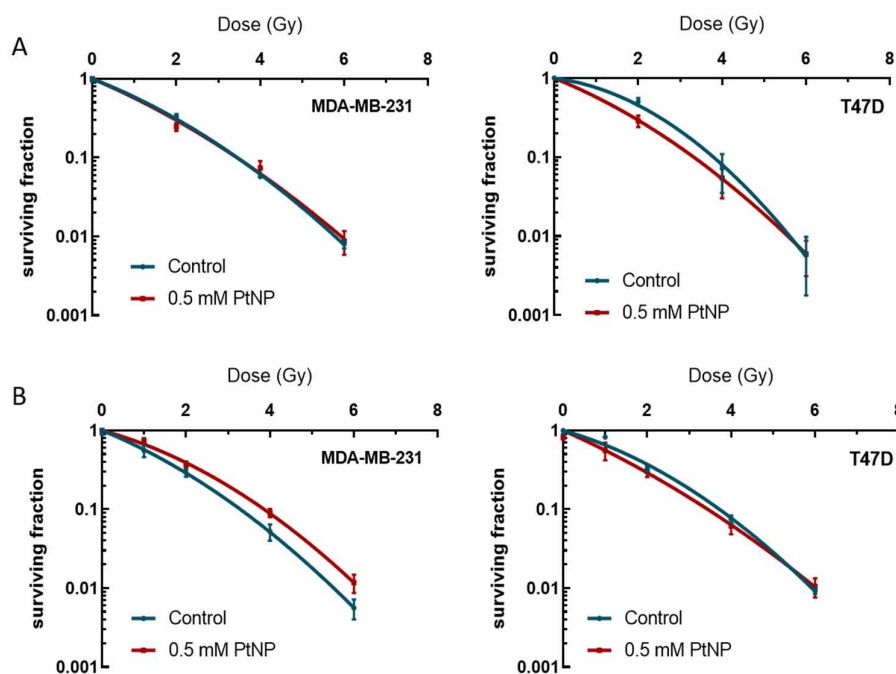 A
Dose (Gy)
0 2 4 6 8
1
0.1
0.01
0.001
surviving fraction
MDA-MB-231
Control
0.5 mM PtNP
Dose (Gy)
0 2 4 6 8
1
0.1
0.01
0.001
surviving fraction
T47D
Control
0.5 mM PtNP
B
Dose (Gy)
0 2 4 6 8
1
0.1
0.01
0.001
surviving fraction
MDA-MB-231
Control
0.5 mM PtNP
Dose (Gy)
0 2 4 6 8
1
0.1
0.01
0.001
surviving fraction
T47D
Control
0.5 mM PtNP